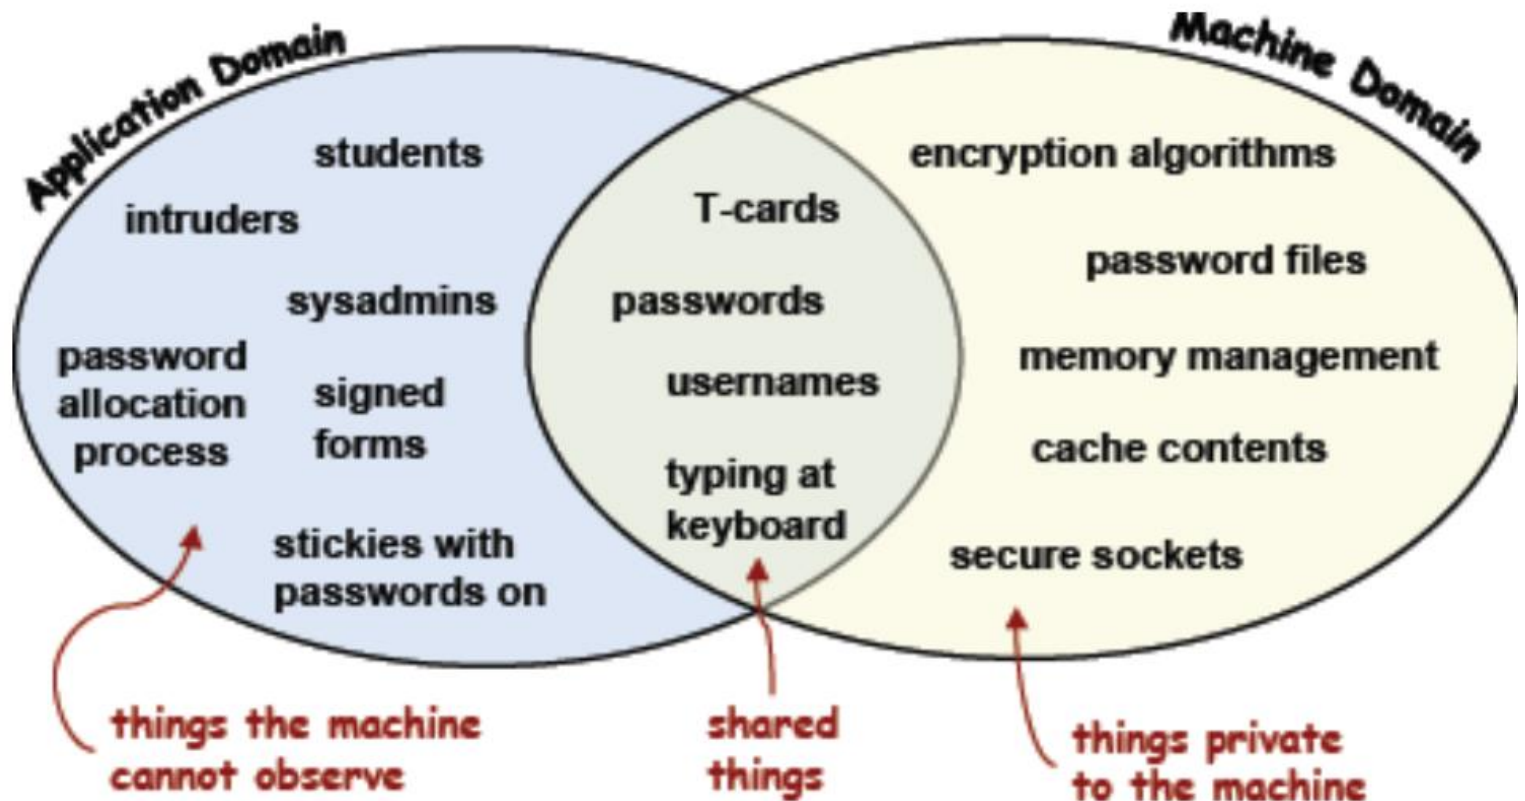 Application Domain
Machine Domain
students
intruders
sysadmins
password
allocation
process
signed
forms
stickies with
passwords on
T-cards
passwords
usernames
typing at
keyboard
encryption algorithms
password files
memory management
cache contents
secure sockets
things the machine
cannot observe
shared
things
things private
to the machine